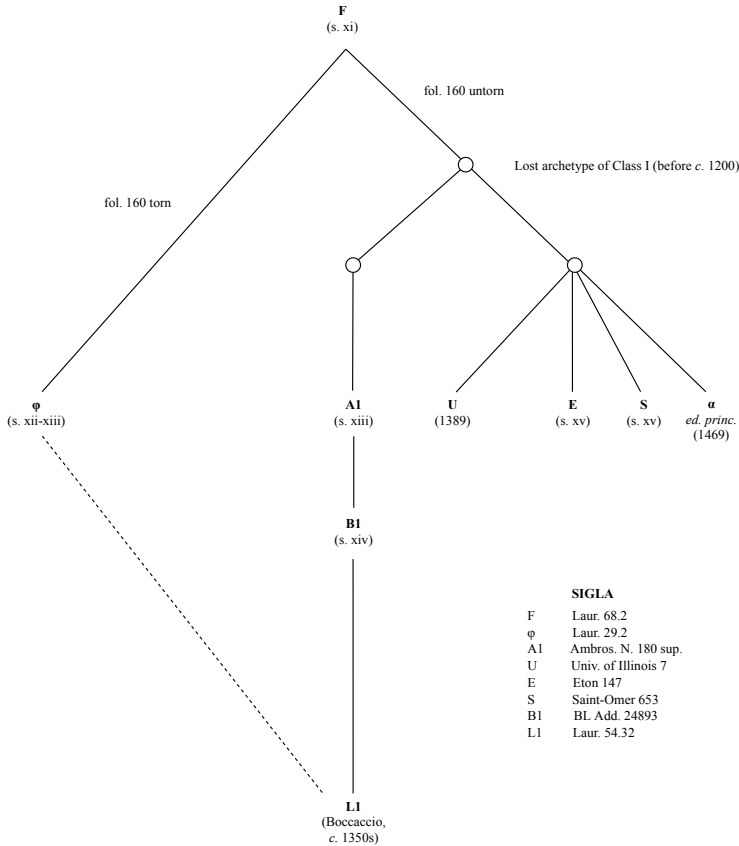 F
(s. xi)
fol. 160 untorn
Lost archetype of Class I (before c. 1200)
fol. 160 torn
φ
(s. xii-xiii)
A1
(s. xiii)
U
(1389)
E
(s. xv)
S
(s. xv)
α
ed. princ.
(1469)
B1
(s. xiv)
SIGLA
F Laur. 68.2
φ Laur. 29.2
A1 Ambros. N. 180 sup.
U Univ. of Illinois 7
E Eton 147
S Saint-Omer 653
B1 BL Add. 24893
L1 Laur. 54.32
L1
(Boccaccio,
c. 1350s)